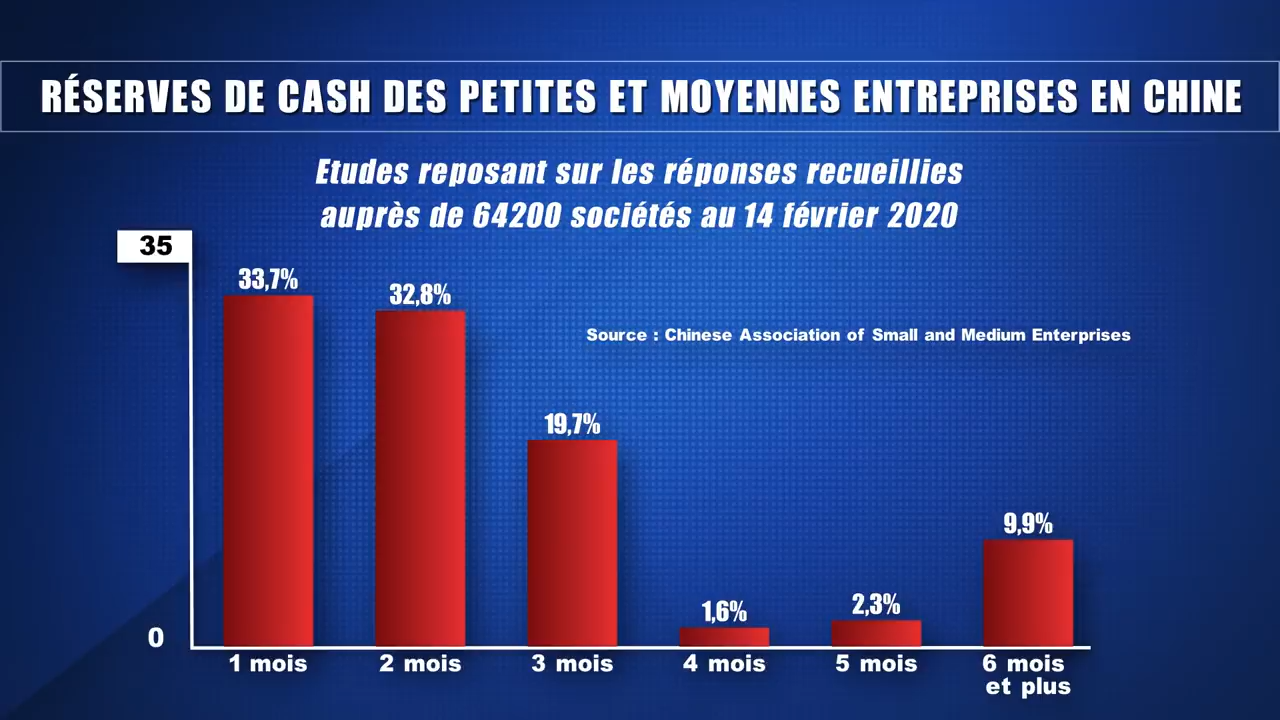 RÉSERVES DE CASH DES PETITES ET MOYENNES ENTREPRISES EN CHINE
Etudes reposant sur les réponses recueillies
auprès de 64200 sociétés au 14 février 2020
35
33,7%
32,8%
Source : Chinese Association of Small and Medium Enterprises
19,7%
9,9%
1,6%
2,3%
0
1 mois
2 mois
3 mois
4 mois
5 mois
6 mois
et plus